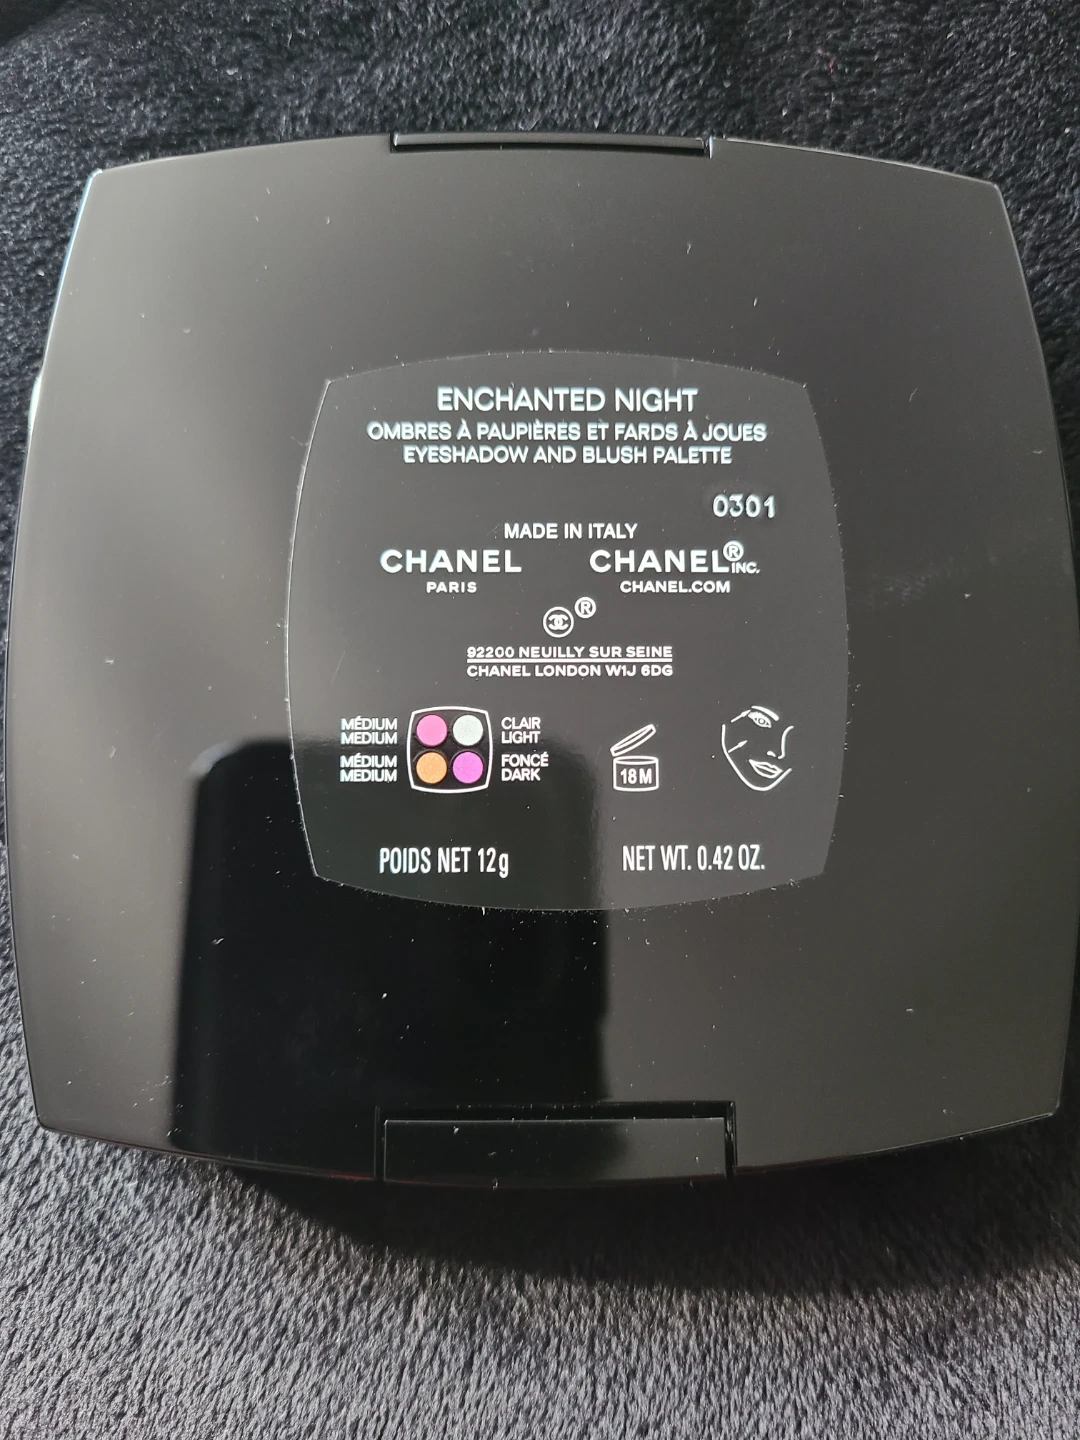 ENCHANTED NIGHT
OMBRES À PAUPIÈRES ET FARDS À JOUES
EYESHADOW AND BLUSH PALETTE
0301
MADE IN ITALY
CHANEL CHANEL® INC.
PARIS CHANEL.COM
®
92200 NEUILLY SUR SEINE
CHANEL LONDON W1J 6DG
MÉDIUM CLAIR
MEDIUM LIGHT
MÉDIUM FONCÉ
MEDIUM DARK
18M
POIDS NET 12g NET WT. 0.42 OZ.